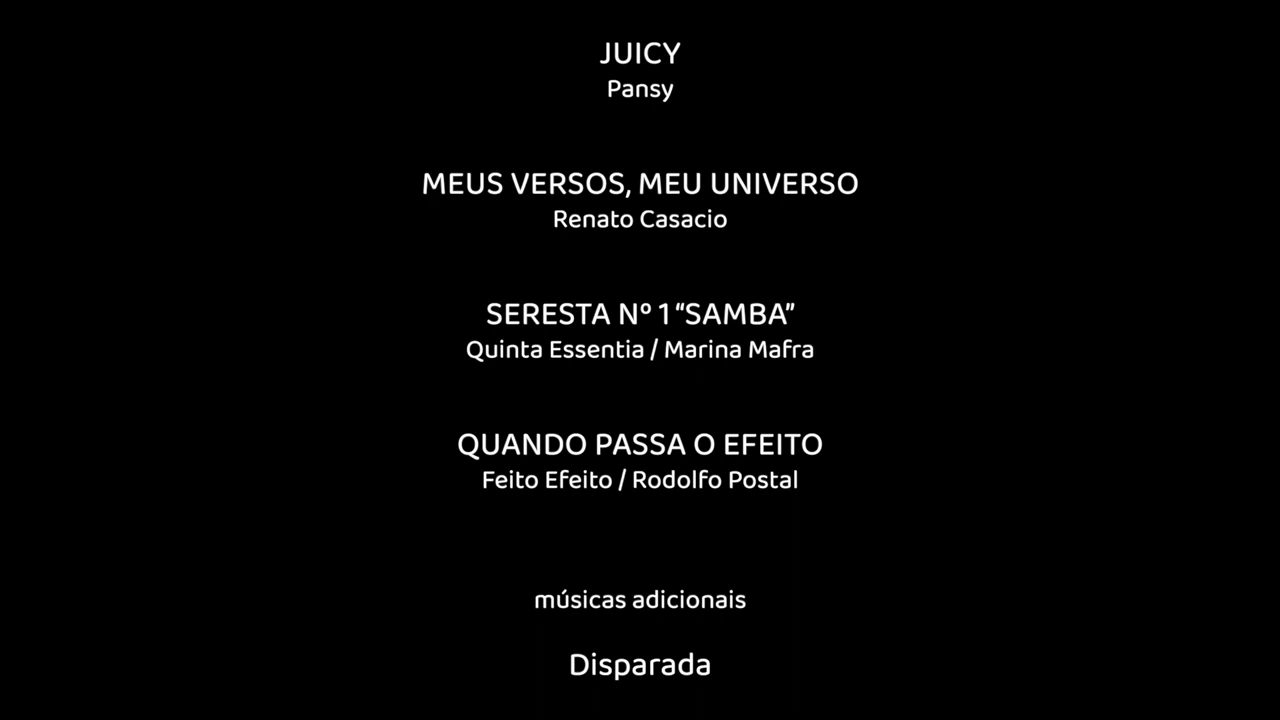 JUICY
Pansy
MEUS VERSOS, MEU UNIVERSO
Renato Casacio
SERESTA Nº 1 “SAMBA”
Quinta Essentia / Marina Mafra
QUANDO PASSA O EFEITO
Feito Efeito / Rodolfo Postal
músicas adicionais
Disparada